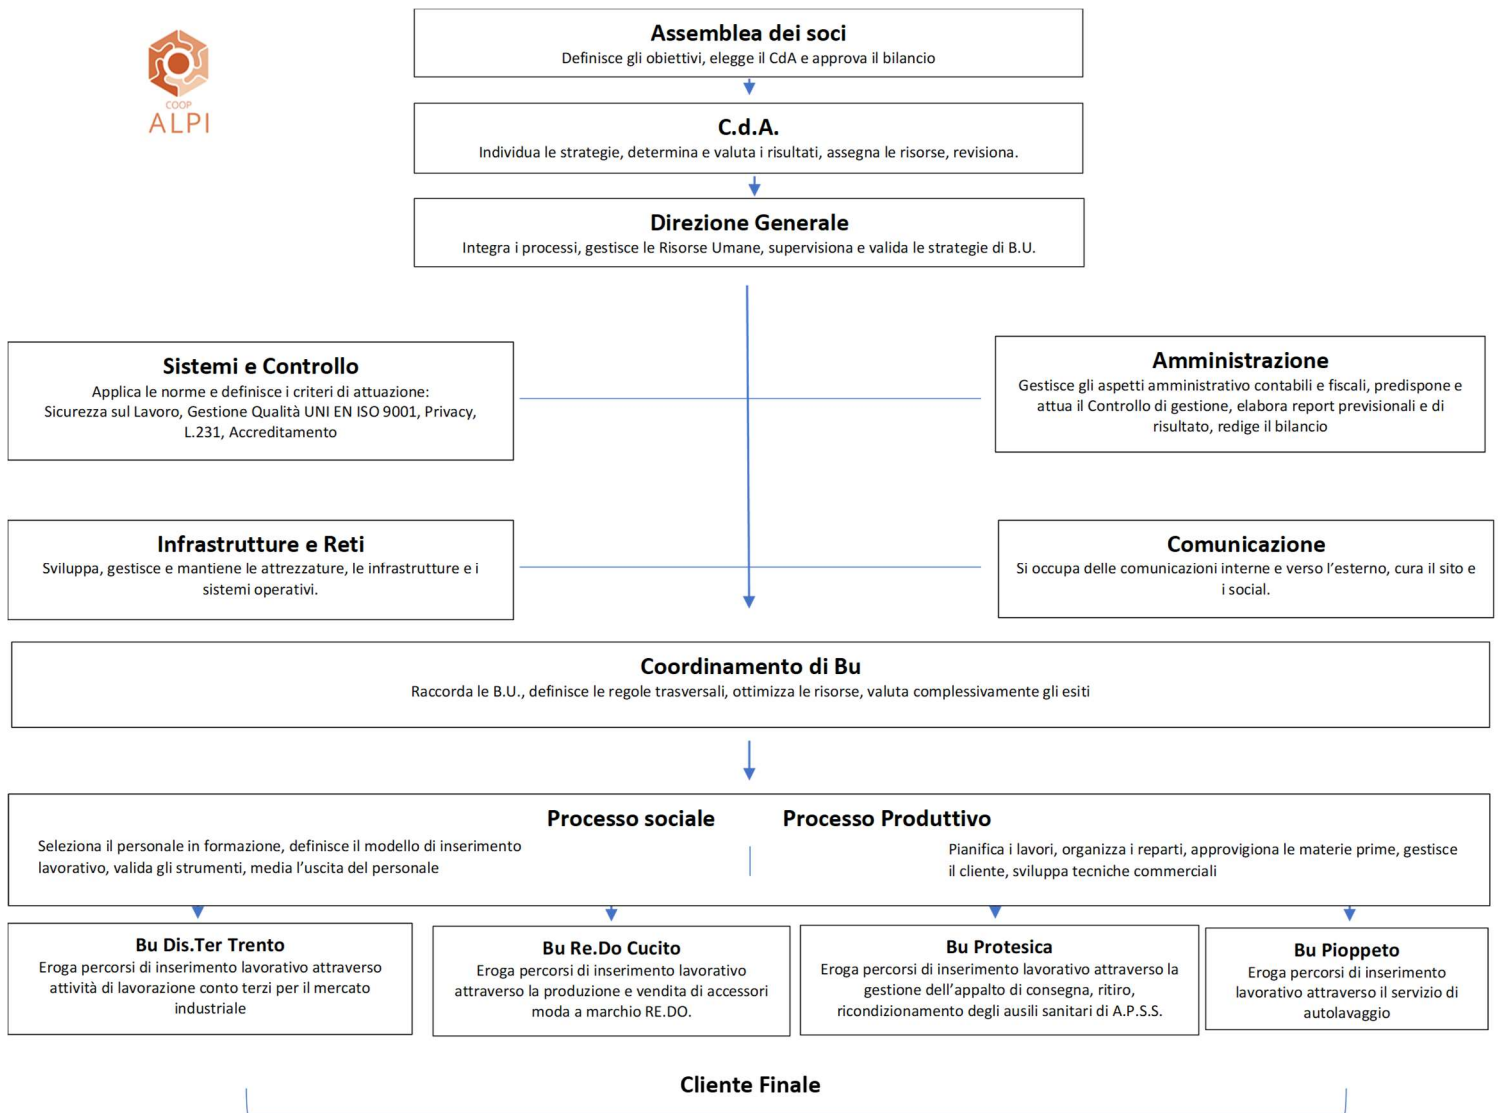 COOP
ALPI
Assemblea dei soci
Definisce gli obiettivi, elegge il CdA e approva il bilancio
C.d.A.
Individua le strategie, determina e valuta i risultati, assegna le risorse, revisiona.
Direzione Generale
Integra i processi, gestisce le Risorse Umane, supervisiona e valida le strategie di B.U.
Sistemi e Controllo
Applica le norme e definisce i criteri di attuazione:
Sicurezza sul Lavoro, Gestione Qualità UNI EN ISO 9001, Privacy,
L.231, Accreditamento
Amministrazione
Gestisce gli aspetti amministrativo contabili e fiscali, predispone e
attua il Controllo di gestione, elabora report previsionali e di
risultato, redige il bilancio
Infrastrutture e Reti
Sviluppa, gestisce e mantiene le attrezzature, le infrastrutture e i
sistemi operativi.
Comunicazione
Si occupa delle comunicazioni interne e verso l'esterno, cura il sito e
i social.
Coordinamento di Bu
Raccorda le B.U., definisce le regole trasversali, ottimizza le risorse, valuta complessivamente gli esiti
Processo sociale
Seleziona il personale in formazione, definisce il modello di inserimento
lavorativo, valida gli strumenti, media l'uscita del personale
Processo Produttivo
Pianifica i lavori, organizza i reparti, approvigiona le materie prime, gestisce
il cliente, sviluppa tecniche commerciali
Bu Dis.Ter Trento
Eroga percorsi di inserimento lavorativo attraverso
attività di lavorazione conto terzi per il mercato
industriale
Bu Re.Do Cucito
Eroga percorsi di inserimento lavorativo
attraverso la produzione e vendita di accessori
moda a marchio RE.DO.
Bu Protesica
Eroga percorsi di inserimento lavorativo attraverso la
gestione dell'appalto di consegna, ritiro,
ricondizionamento degli ausili sanitari di A.P.S.S.
Bu Pioppeto
Eroga percorsi di inserimento
lavorativo attraverso il servizio di
autolavaggio
Cliente Finale